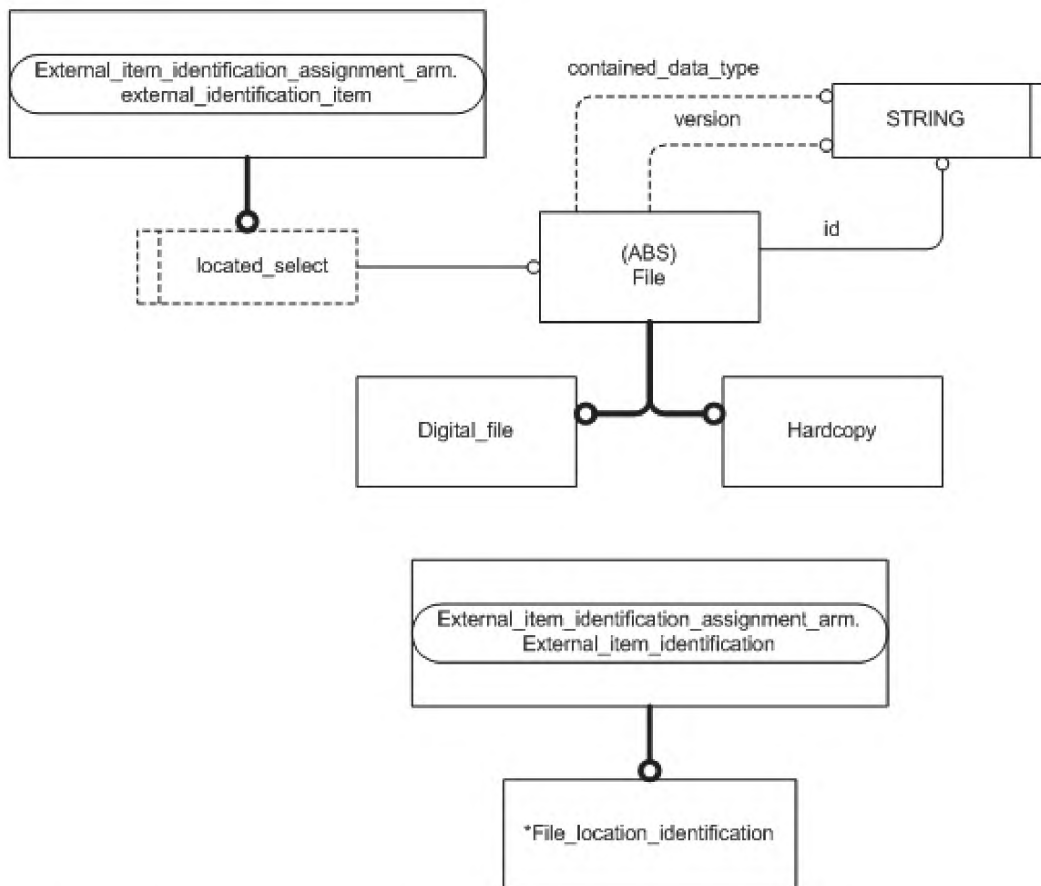 External_item_identification_assignment_arm.
external_identification_item
contained_data_type
version
STRING
located_select
(ABS)
File
id
Digital_file
Hardcopy
External_item_identification_assignment_arm.
External_item_identification
*File_location_identification